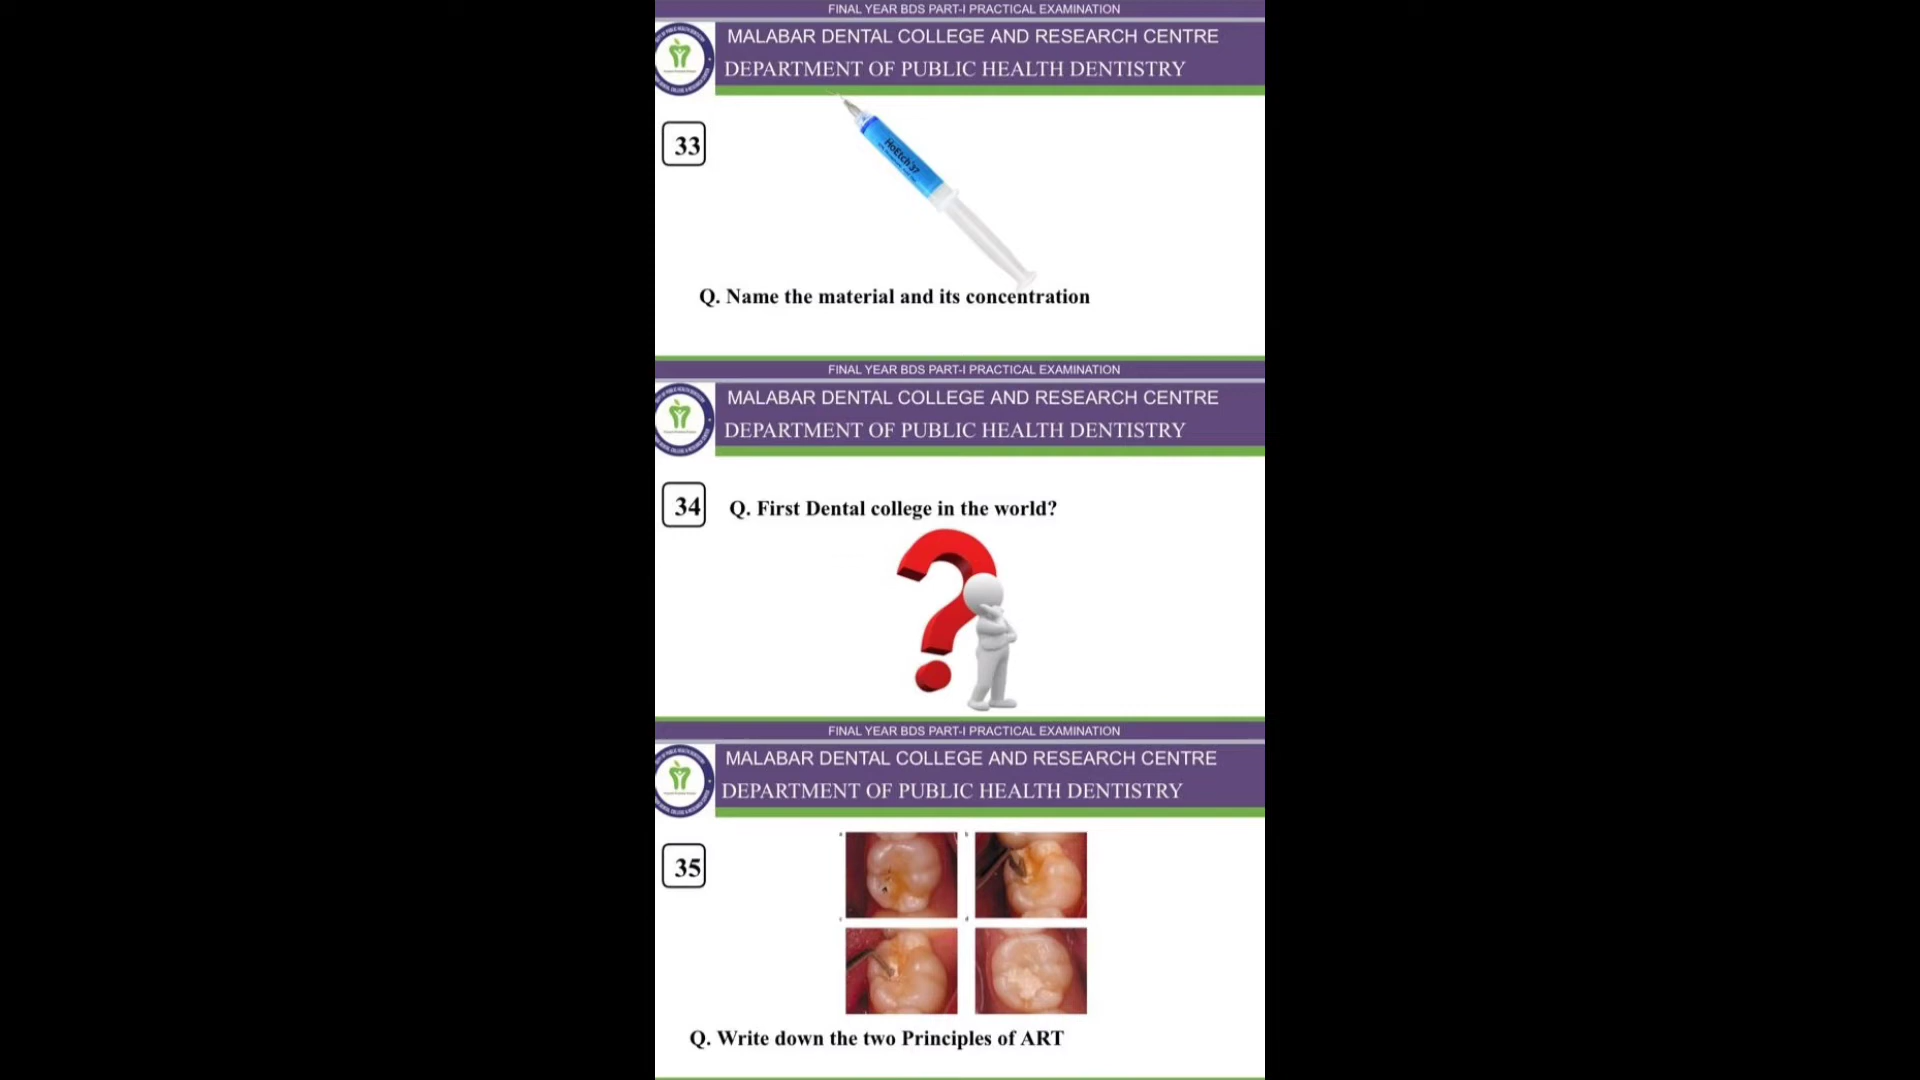 FINAL YEAR BDS PART-I PRACTICAL EXAMINATION
MALABAR DENTAL COLLEGE AND RESEARCH CENTRE
DEPARTMENT OF PUBLIC HEALTH DENTISTRY
33
HoEtch'37
Q. Name the material and its concentration
FINAL YEAR BDS PART-I PRACTICAL EXAMINATION
MALABAR DENTAL COLLEGE AND RESEARCH CENTRE
DEPARTMENT OF PUBLIC HEALTH DENTISTRY
34
Q. First Dental college in the world?
FINAL YEAR BDS PART-I PRACTICAL EXAMINATION
MALABAR DENTAL COLLEGE AND RESEARCH CENTRE
DEPARTMENT OF PUBLIC HEALTH DENTISTRY
35
Q. Write down the two Principles of ART